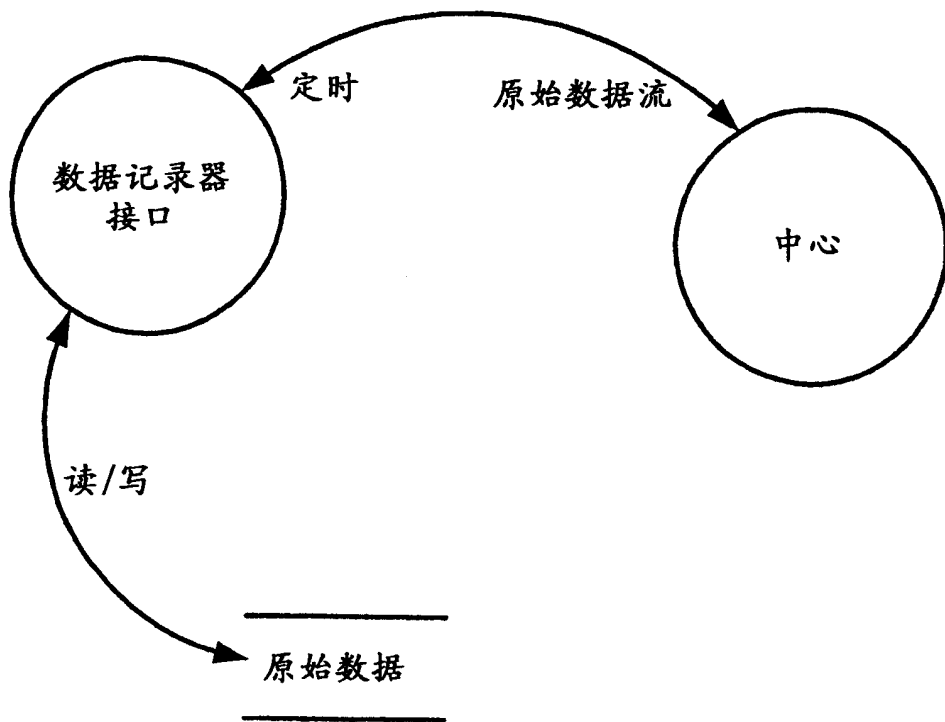 定时
原始数据流
数据记录器
接口
中心
读/写
原始数据